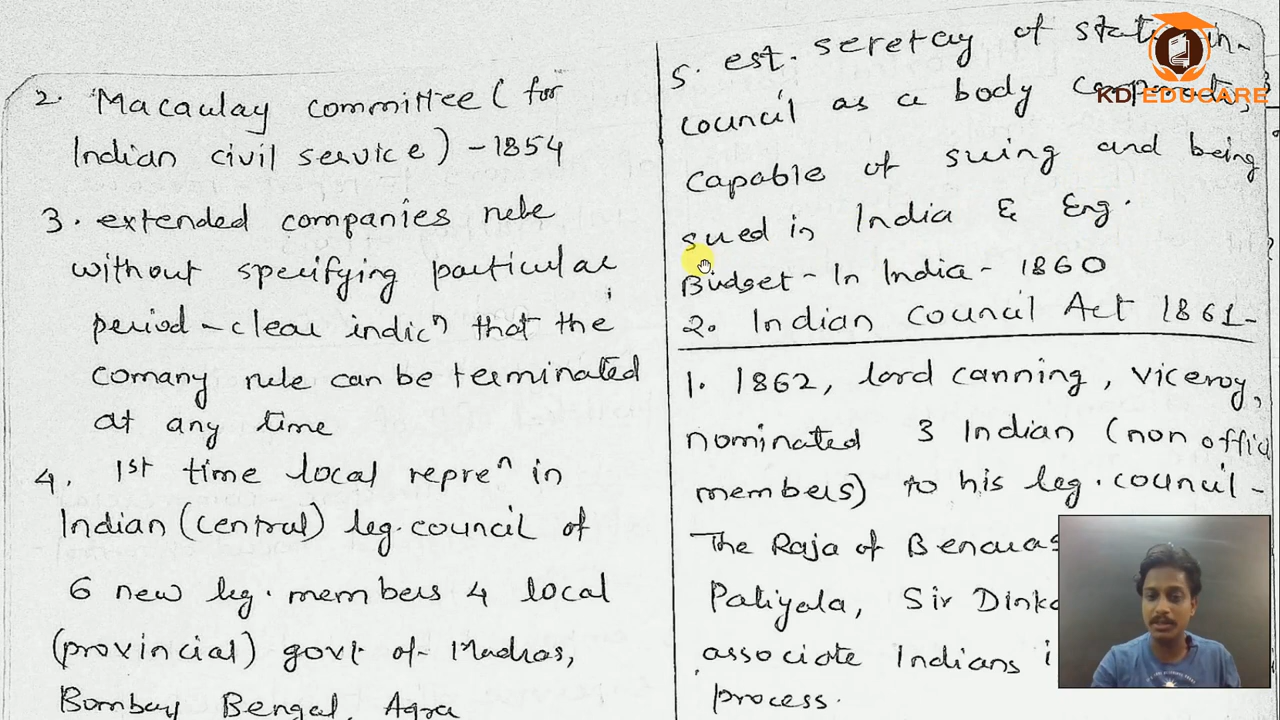 2. Macaulay committee (for
Indian civil service) - 1854
3. extended companies rule
without specifying particular
period - clear indicn that the
comany rule can be terminated
at any time
4. 1st time local repren in
Indian (central) leg. council of
6 new leg. members 4 local
(provincial) govt of Madras,
Bombay Bengal, Agra
5. est. seretay of state in-
council as a body
capable of suing and being
sued in India & Eng.
Budget - In India - 1860
2. Indian Council Act 1861-
1. 1862, lord canning, viceroy,
nominated 3 Indian (non
members) to his leg. council -
The Raja of Benaras
Patiyala, Sir
associate Indians
process.
KD EDUCARE